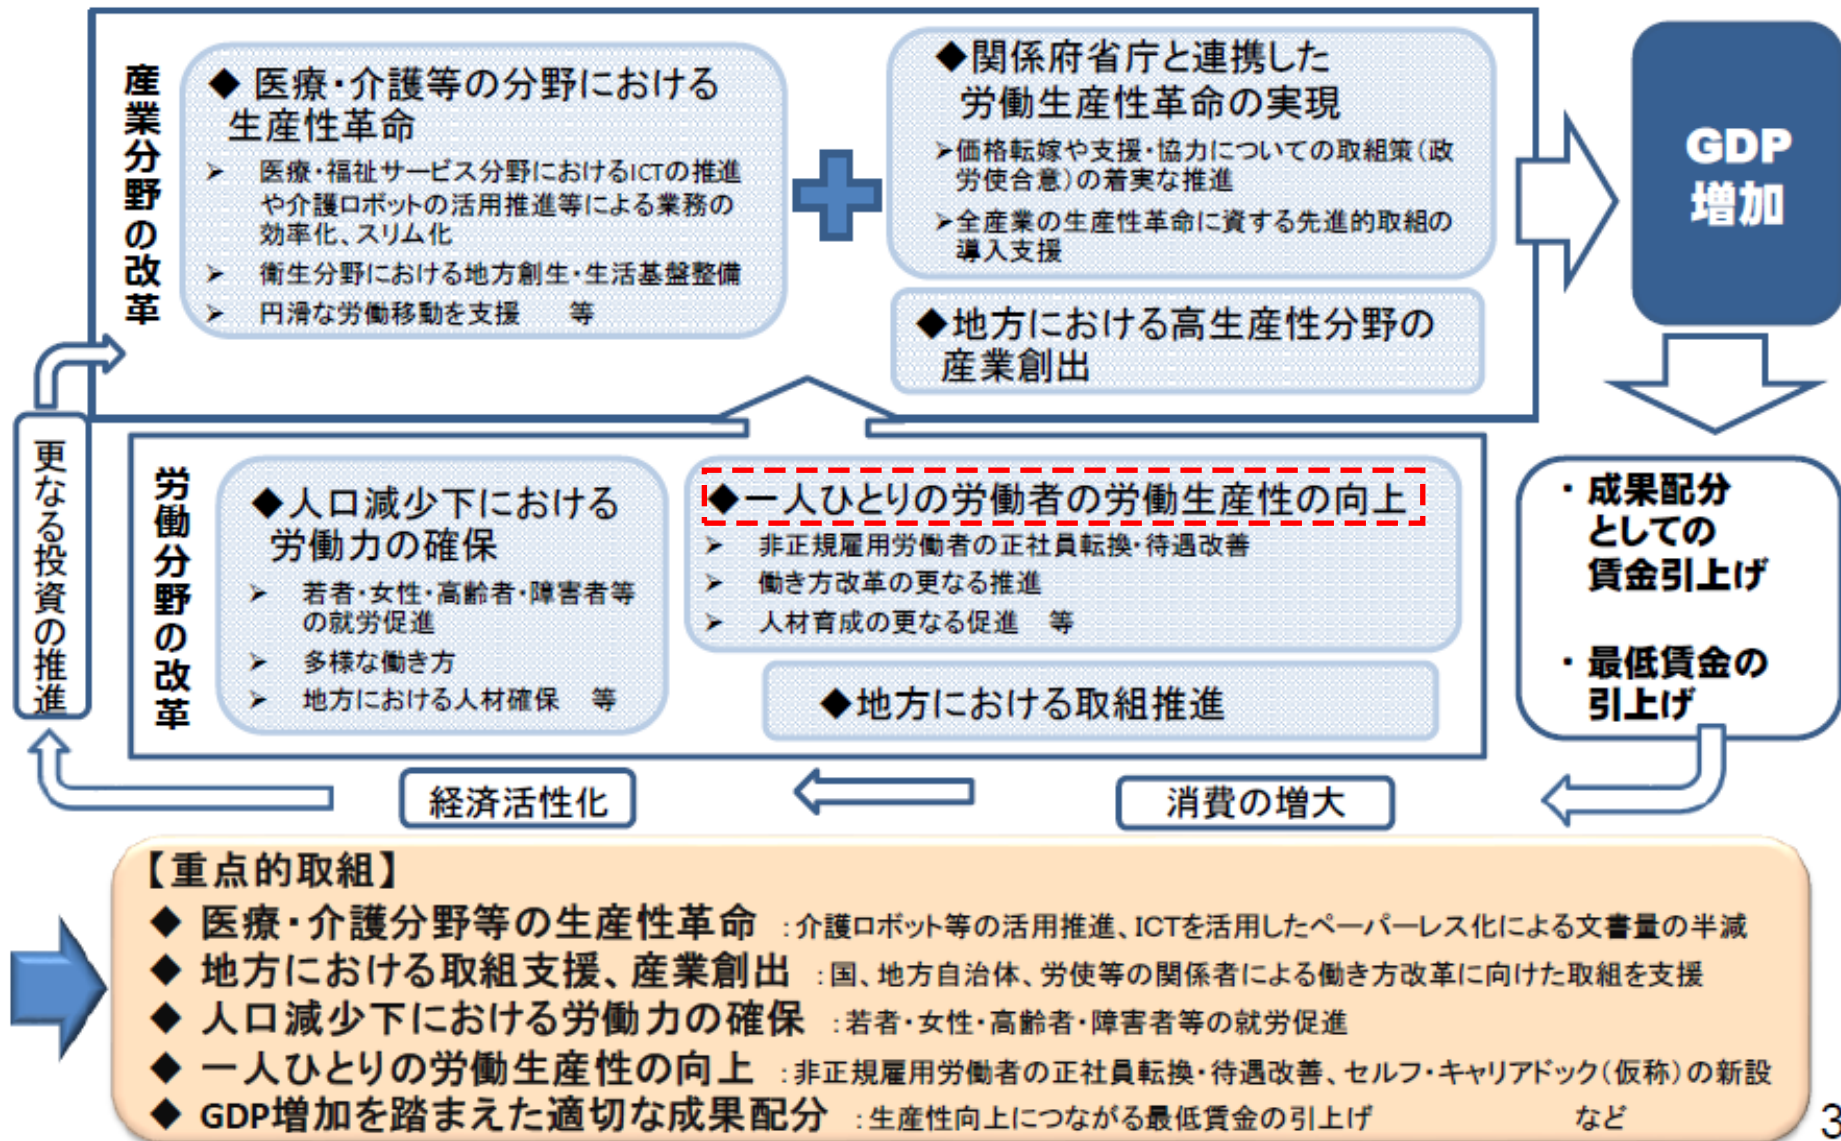 産業分野の改革
◆ 医療・介護等の分野における
生産性革命
➢ 医療・福祉サービス分野におけるICTの推進
や介護ロボットの活用推進等による業務の
効率化、スリム化
➢ 衛生分野における地方創生・生活基盤整備
➢ 円滑な労働移動を支援　等
◆関係府省庁と連携した
労働生産性革命の実現
➢価格転嫁や支援・協力についての取組策(政
労使合意)の着実な推進
➢全産業の生産性革命に資する先進的取組の
導入支援
◆地方における高生産性分野の
産業創出
GDP
増加
更なる投資の推進
労働分野の改革
◆人口減少下における
労働力の確保
➢ 若者・女性・高齢者・障害者等
の就労促進
➢ 多様な働き方
➢ 地方における人材確保　等
◆一人ひとりの労働者の労働生産性の向上
➢ 非正規雇用労働者の正社員転換・待遇改善
➢ 働き方改革の更なる推進
➢ 人材育成の更なる促進　等
◆地方における取組推進
・成果配分
としての
賃金引上げ
・最低賃金の
引上げ
経済活性化
消費の増大
【重点的取組】
◆ 医療・介護分野等の生産性革命 :介護ロボット等の活用推進、ICTを活用したペーパーレス化による文書量の半減
◆ 地方における取組支援、産業創出 :国、地方自治体、労使等の関係者による働き方改革に向けた取組を支援
◆ 人口減少下における労働力の確保 :若者・女性・高齢者・障害者等の就労促進
◆ 一人ひとりの労働生産性の向上 :非正規雇用労働者の正社員転換・待遇改善、セルフ・キャリアドック(仮称)の新設
◆ GDP増加を踏まえた適切な成果配分 :生産性向上につながる最低賃金の引上げ　など
3